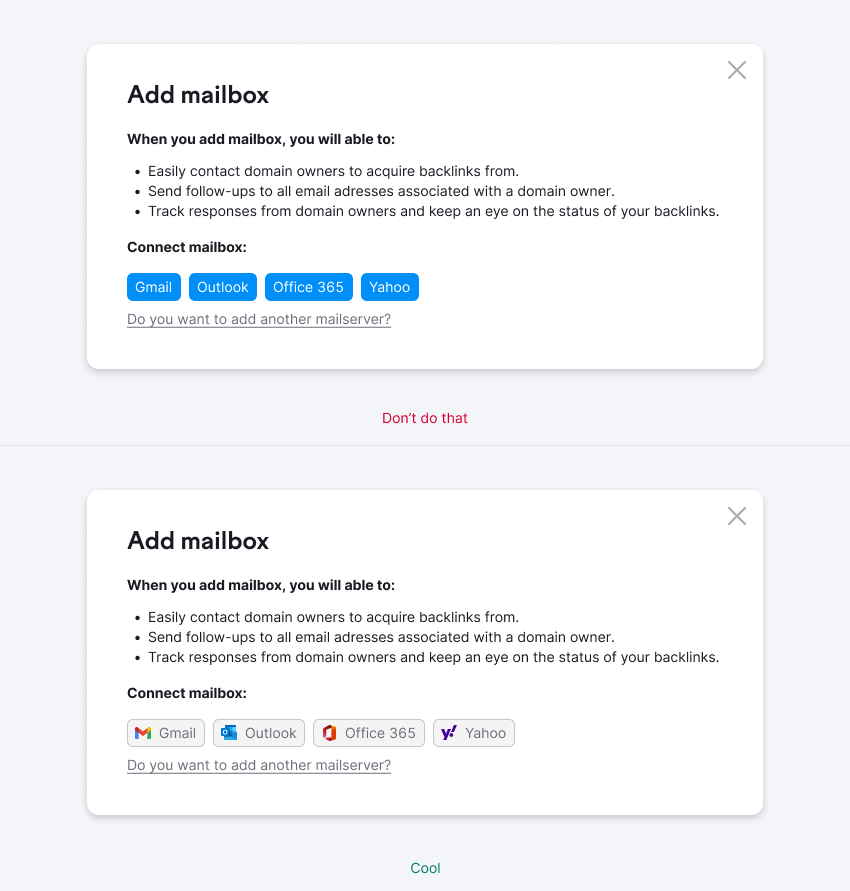 Add mailbox
When you add mailbox, you will able to:
• Easily contact domain owners to acquire backlinks from.
• Send follow-ups to all email adresses associated with a domain owner.
• Track responses from domain owners and keep an eye on the status of your backlinks.
Connect mailbox:
Gmail Outlook Office 365 Yahoo
Do you want to add another mailserver?
Don’t do that
Add mailbox
When you add mailbox, you will able to:
• Easily contact domain owners to acquire backlinks from.
• Send follow-ups to all email adresses associated with a domain owner.
• Track responses from domain owners and keep an eye on the status of your backlinks.
Connect mailbox:
Gmail Outlook Office 365 Yahoo
Do you want to add another mailserver?
Cool